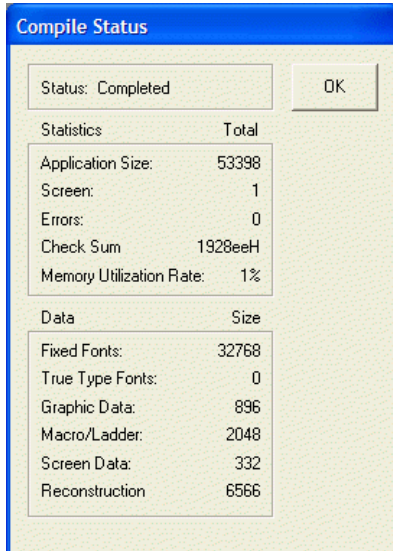 Compile Status
Status: Completed
OK
Statistics Total
Application Size: 53398
Screen: 1
Errors: 0
Check Sum 1928eeH
Memory Utilization Rate: 1%
Data Size
Fixed Fonts: 32768
True Type Fonts: 0
Graphic Data: 896
Macro/Ladder: 2048
Screen Data: 332
Reconstruction 6566